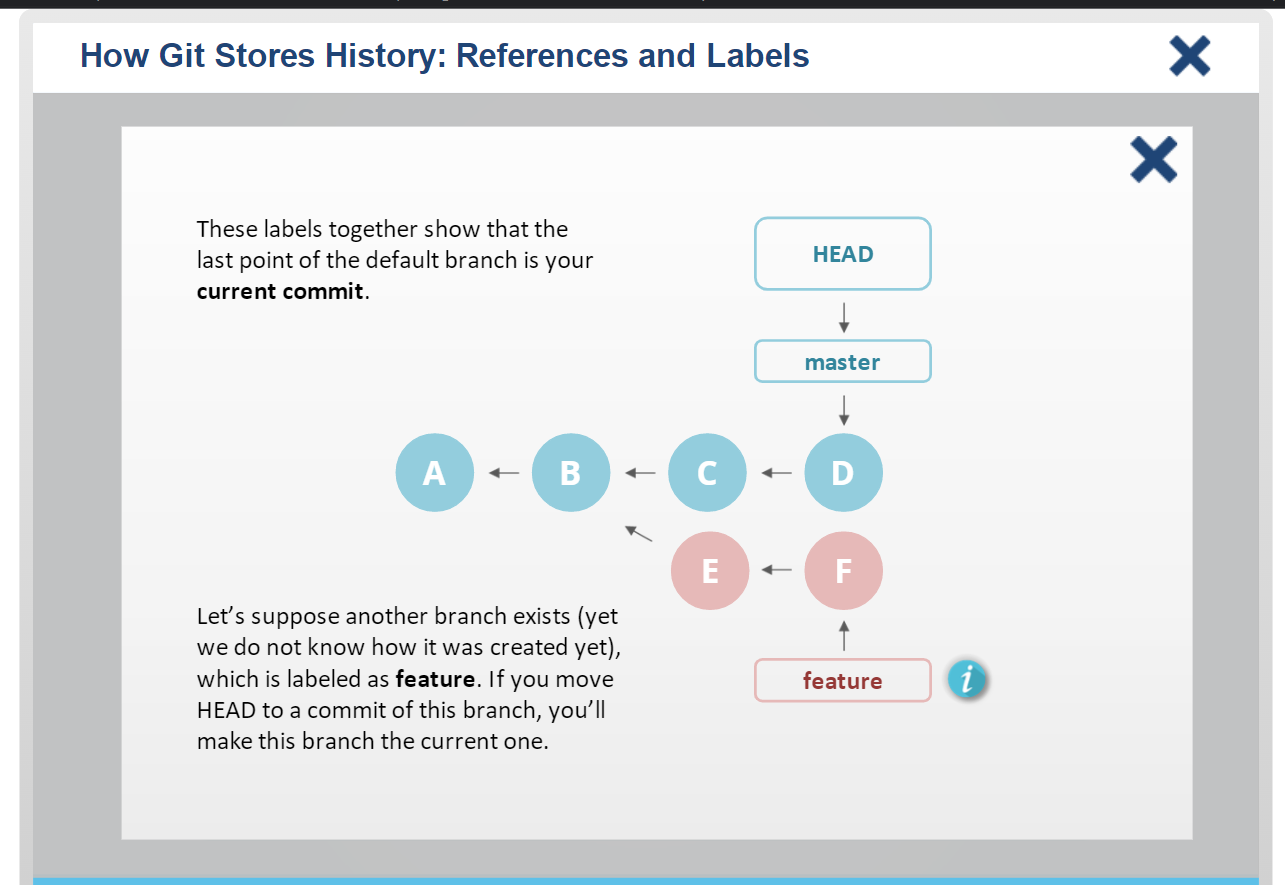 How Git Stores History: References and Labels
These labels together show that the
last point of the default branch is your
current commit.
HEAD
master
A
B
C
D
E
F
Let’s suppose another branch exists (yet
we do not know how it was created yet),
which is labeled as feature. If you move
HEAD to a commit of this branch, you’ll
make this branch the current one.
feature
i